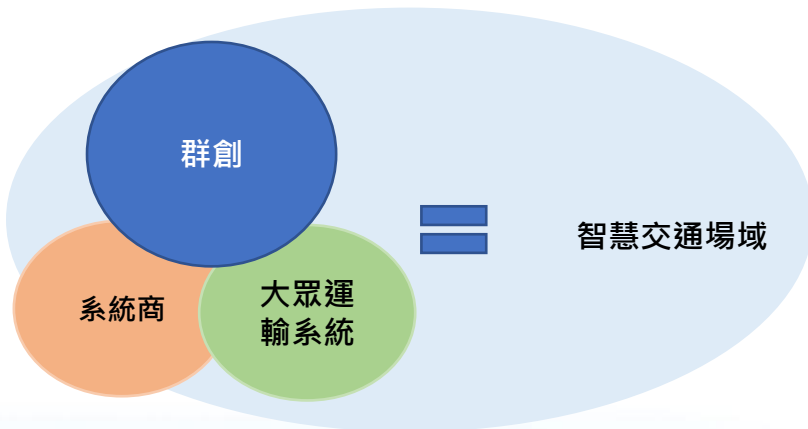 群創
智慧交通場域
系統商
大眾運
輸系統